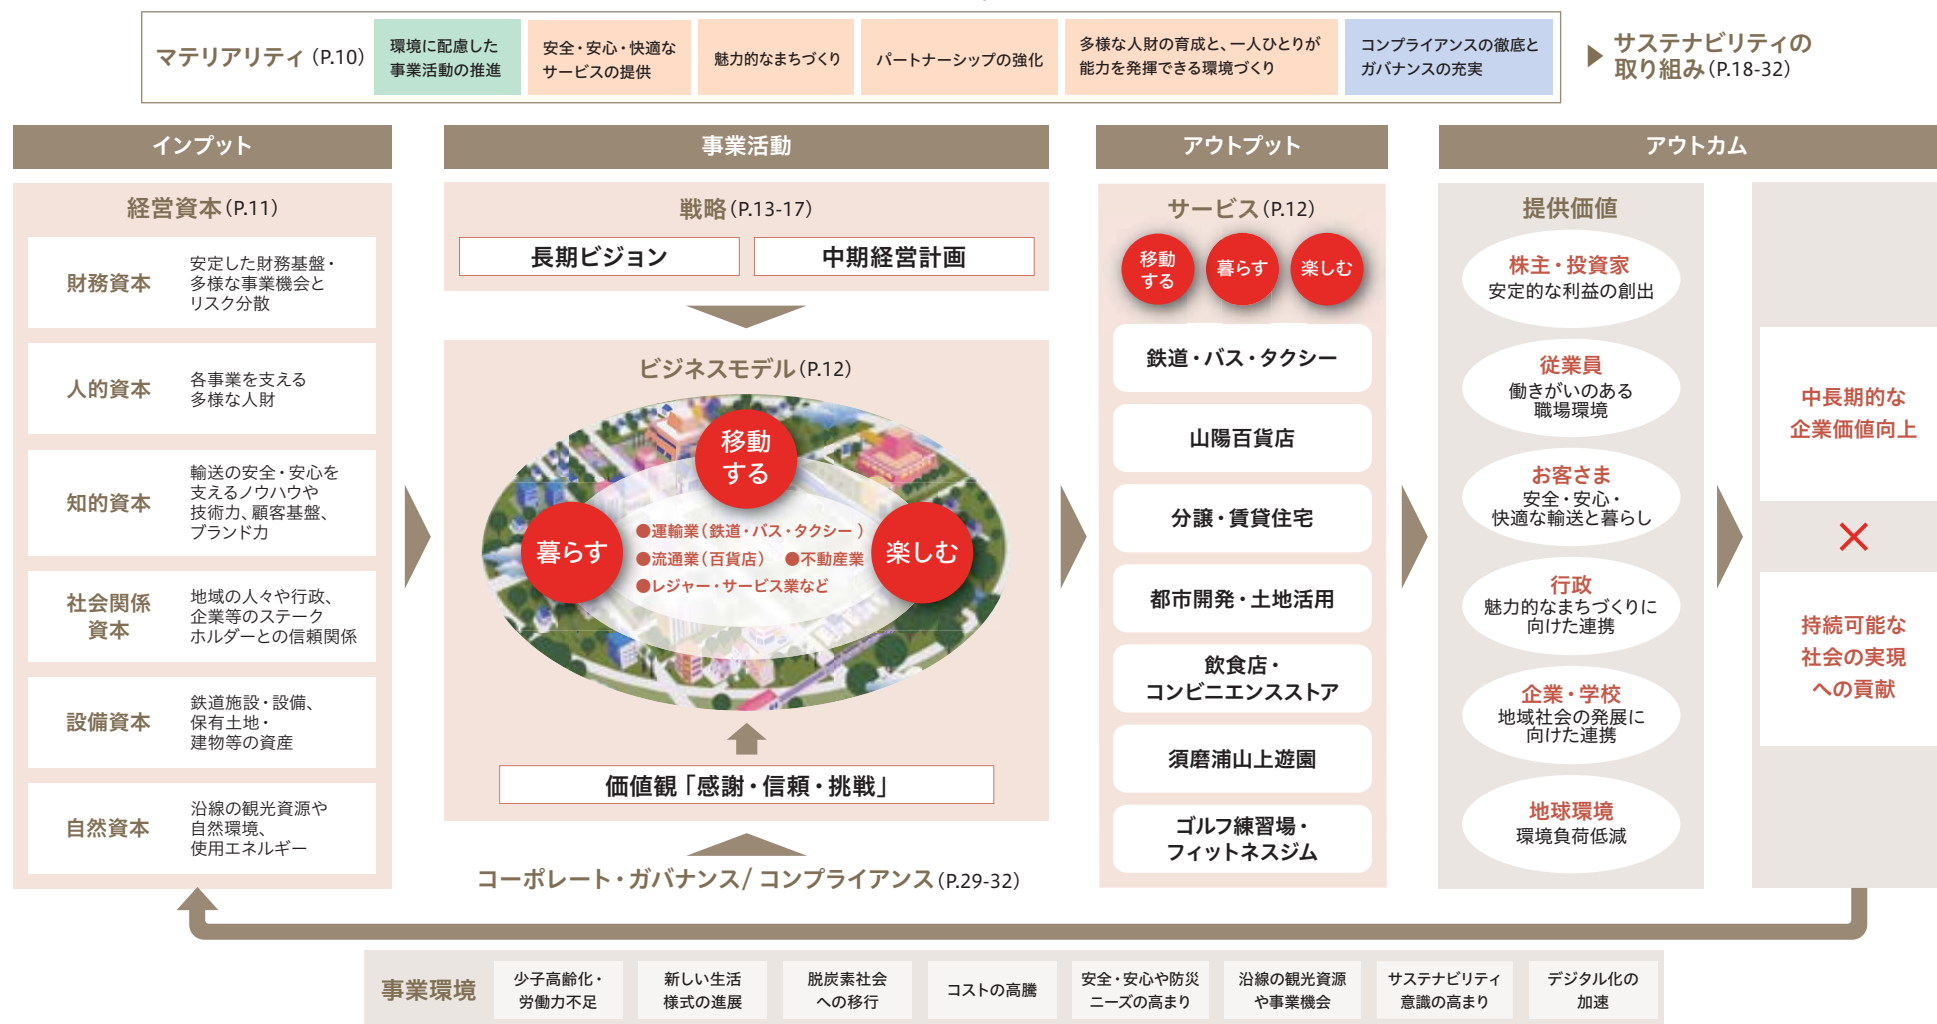 マテリアリティ(P.10)
環境に配慮した
事業活動の推進
安全・安心・快適な
サービスの提供
魅力的なまちづくり
パートナーシップの強化
多様な人財の育成と、一人ひとりが
能力を発揮できる環境づくり
コンプライアンスの徹底と
ガバナンスの充実
サステナビリティの
取り組み(P.18-32)
インプット
経営資本(P.11)
財務資本
安定した財務基盤・
多様な事業機会と
リスク分散
人的資本
各事業を支える
多様な人財
知的資本
輸送の安全・安心を
支えるノウハウや
技術力、顧客基盤、
ブランド力
社会関係
資本
地域の人々や行政、
企業等のステーク
ホルダーとの信頼関係
設備資本
鉄道施設・設備、
保有土地・
建物等の資産
自然資本
沿線の観光資源や
自然環境、
使用エネルギー
事業活動
戦略(P.13-17)
長期ビジョン
中期経営計画
ビジネスモデル(P.12)
移動
する
暮らす
楽しむ
●運輸業(鉄道・バス・タクシー)
●流通業(百貨店) ●不動産業
●レジャー・サービス業など
価値観「感謝・信頼・挑戦」
コーポレート・ガバナンス/コンプライアンス(P.29-32)
アウトプット
サービス(P.12)
移動
する
暮らす
楽しむ
鉄道・バス・タクシー
山陽百貨店
分譲・賃貸住宅
都市開発・土地活用
飲食店・
コンビニエンスストア
須磨浦山上遊園
ゴルフ練習場・
フィットネスジム
アウトカム
提供価値
株主・投資家
安定的な利益の創出
従業員
働きがいのある
職場環境
お客さま
安全・安心・
快適な輸送と暮らし
行政
魅力的なまちづくりに
向けた連携
企業・学校
地域社会の発展に
向けた連携
地球環境
環境負荷低減
中長期的な
企業価値向上
×
持続可能な
社会の実現
への貢献
事業環境
少子高齢化・
労働力不足
新しい生活
様式の進展
脱炭素社会
への移行
コストの高騰
安全・安心や防災
ニーズの高まり
沿線の観光資源
や事業機会
サステナビリティ
意識の高まり
デジタル化の
加速